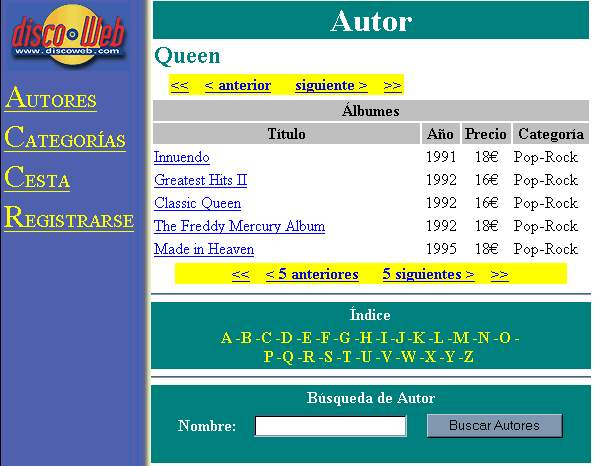 disco Web
www.discoweb.com
AUTORES
CATEGORÍAS
CESTA
REGISTRARSE
Autor
Queen
<< < anterior siguiente > >>
Álbumes
Título Año Precio Categoría
Innuendo 1991 18€ Pop-Rock
Greatest Hits II 1992 16€ Pop-Rock
Classic Queen 1992 16€ Pop-Rock
The Freddy Mercury Album 1992 18€ Pop-Rock
Made in Heaven 1995 18€ Pop-Rock
<< < 5 anteriores 5 siguientes > >>
Índice
A -B -C -D -E -F -G -H -I -J -K -L -M -N -O -
P -Q -R -S -T -U -V -W -X -Y -Z
Búsqueda de Autor
Nombre: Buscar Autores